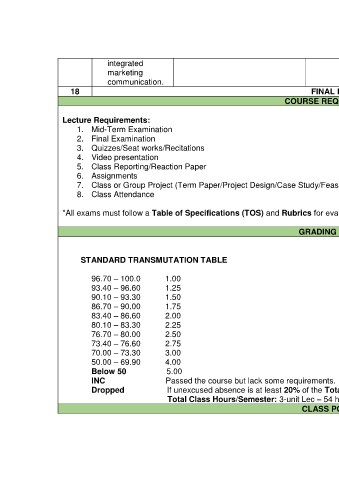 integrated
marketing
communication.
18 FINAL
COURSE REQ
Lecture Requirements:
1. Mid-Term Examination
2. Final Examination
3. Quizzes/Seat works/Recitations
4. Video presentation
5. Class Reporting/Reaction Paper
6. Assignments
7. Class or Group Project (Term Paper/Project Design/Case Study/Feas
8. Class Attendance
*All exams must follow a Table of Specifications (TOS) and Rubrics for eva
GRADING
STANDARD TRANSMUTATION TABLE
96.70 – 100.0 1.00
93.40 – 96.60 1.25
90.10 – 93.30 1.50
86.70 – 90.00 1.75
83.40 – 86.60 2.00
80.10 – 83.30 2.25
76.70 – 80.00 2.50
73.40 – 76.60 2.75
70.00 – 73.30 3.00
50.00 – 69.90 4.00
Below 50 5.00
INC Passed the course but lack some requirements.
Dropped If unexcused absence is at least 20% of the Tota
Total Class Hours/Semester: 3-unit Lec – 54 h
CLASS PO